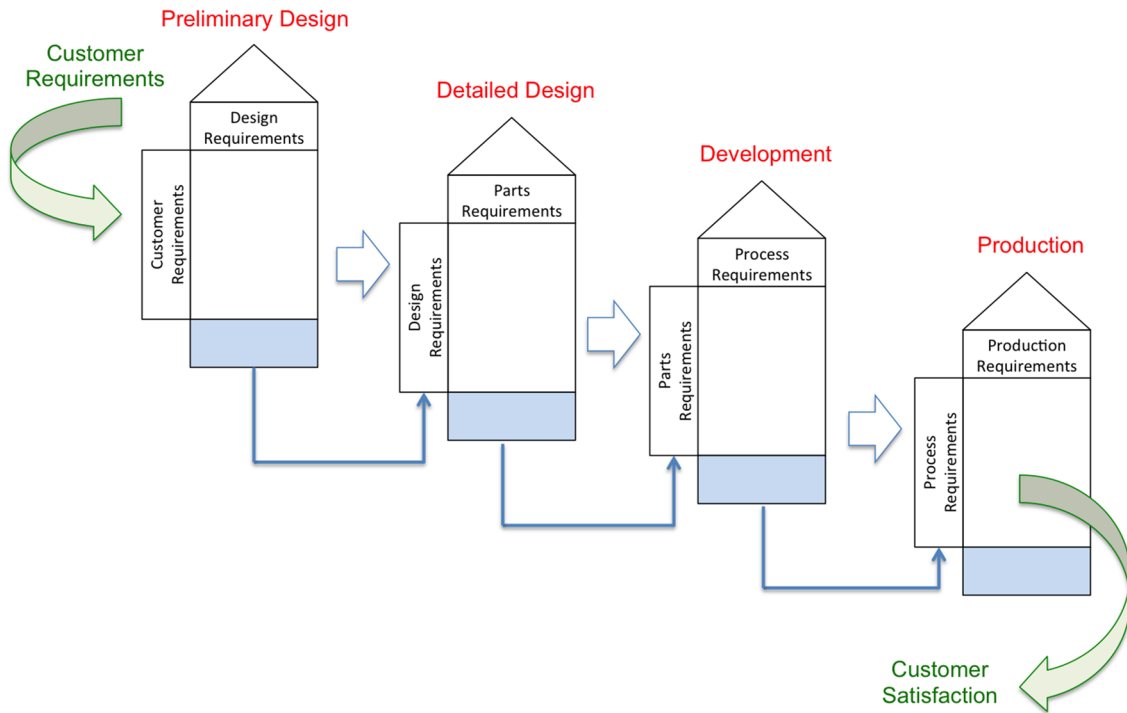 Preliminary Design
Customer
Requirements
Design
Requirements
Customer
Requirements
Detailed Design
Parts
Requirements
Design
Requirements
Development
Process
Requirements
Parts
Requirements
Production
Production
Requirements
Process
Requirements
Customer
Satisfaction